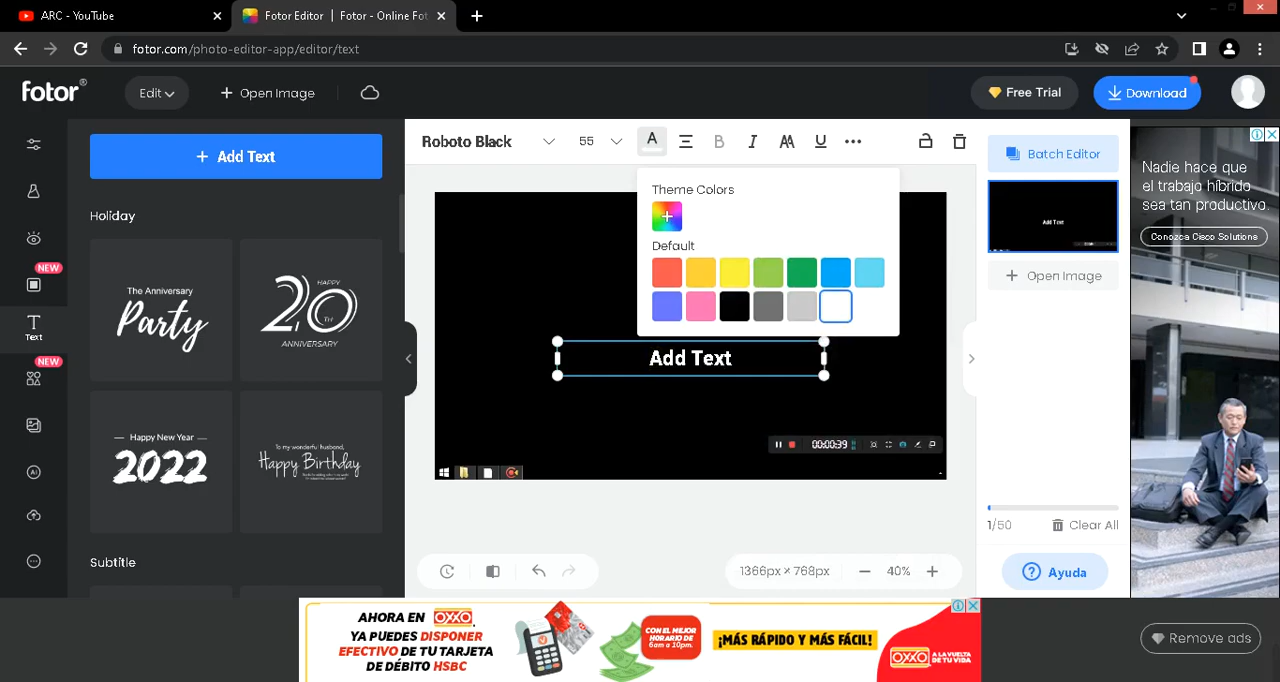 ARC - YouTube
Fotor Editor | Fotor - Online Fot
fotor.com/photo-editor-app/editor/text
fotor®
Edit
+ Open Image
Free Trial
Download
+ Add Text
Holiday
The Anniversary
Party
HAPPY
20
TH
ANNIVERSARY
Happy New Year
2022
To my wonderful husband,
Happy Birthday
Subtitle
NEW
Text
NEW
AI
Roboto Black
55
A
B
I
AA
U
Theme Colors
Default
Add Text
00:00:39
1366px × 768px
40%
Batch Editor
Add Text
+ Open Image
1/50
Clear All
Ayuda
Nadie hace que
el trabajo híbrido
sea tan productivo.
Conozca Cisco Solutions
AHORA EN OXXO
YA PUEDES DISPONER
EFECTIVO DE TU TARJETA
DE DÉBITO HSBC
CON EL MEJOR
HORARIO DE
6am a 10pm.
¡MÁS RÁPIDO Y MÁS FÁCIL!
OXXO A LA VUELTA
DE TU VIDA
Remove ads